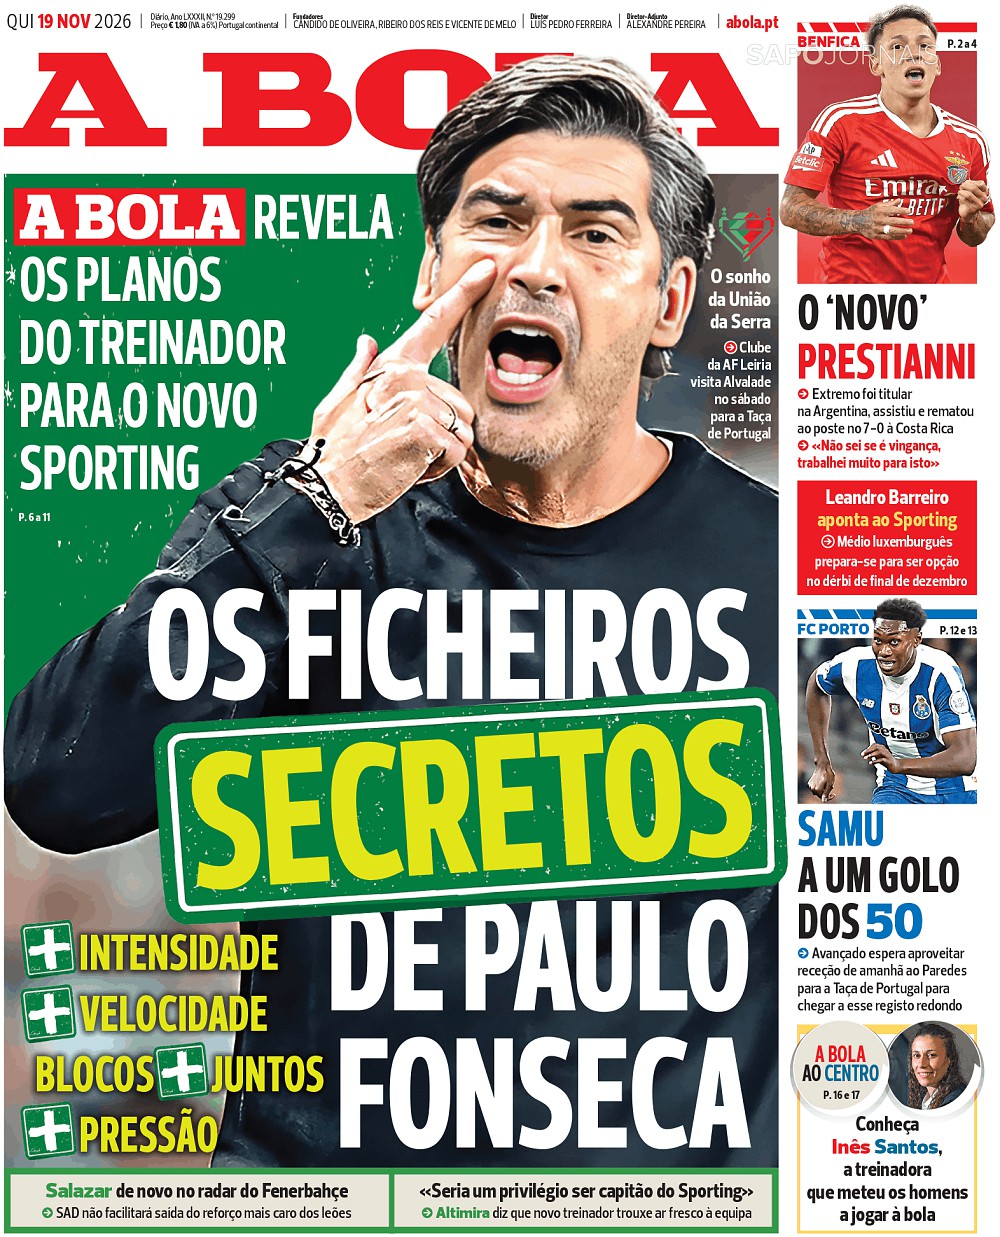 QUI 19 NOV 2026
Diário, Ano LXXXII, N.º 19.299
Preço € 1,80 (IVA a 6%) Portugal continental
Fundadores
CÂNDIDO DE OLIVEIRA, RIBEIRO DOS REIS E VICENTE DE MELO
Diretor
LUÍS PEDRO FERREIRA
Diretor-Adjunto
ALEXANDRE PEREIRA
abola.pt
SAPOJORNAIS
A BOLA
A BOLA REVELA
OS PLANOS
DO TREINADOR
PARA O NOVO
SPORTING
P. 6 a 11
O sonho
da União
da Serra
Clube
da AF Leiria
visita Alvalade
no sábado
para a Taça
de Portugal
OS FICHEIROS
SECRETOS
DE PAULO
FONSECA
+ INTENSIDADE
+ VELOCIDADE
BLOCOS + JUNTOS
+ PRESSÃO
Salazar de novo no radar do Fenerbahçe
SAD não facilitará saída do reforço mais caro dos leões
«Seria um privilégio ser capitão do Sporting»
Altimira diz que novo treinador trouxe ar fresco à equipa
BENFICA
P. 2 a 4
Betclic
Emirates
O ‘NOVO’
PRESTIANNI
Extremo foi titular
na Argentina, assistiu e rematou
ao poste no 7-0 à Costa Rica
«Não sei se é vingança,
trabalhei muito para isto»
Leandro Barreiro
aponta ao Sporting
Médio luxemburguês
prepara-se para ser opção
no dérbi de final de dezembro
FC PORTO
P. 12 e 13
Betano
SAMU
A UM GOLO
DOS 50
Avançado espera aproveitar
receção de amanhã ao Paredes
para a Taça de Portugal para
chegar a esse registo redondo
A BOLA
AO CENTRO
P. 16 e 17
Conheça
Inês Santos,
a treinadora
que meteu os homens
a jogar à bola